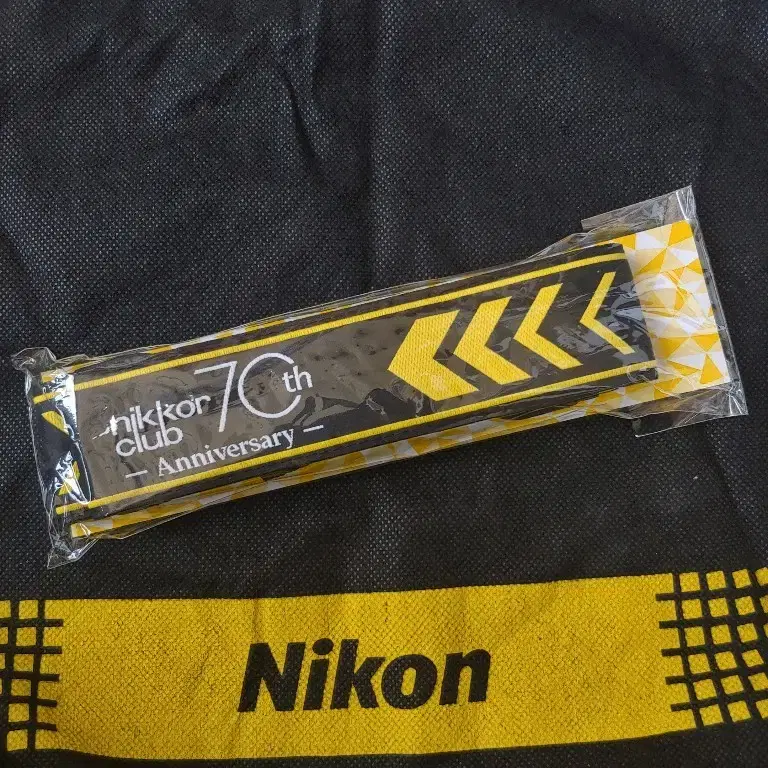 nikkor 70th
club
— Anniversary —
Nikon